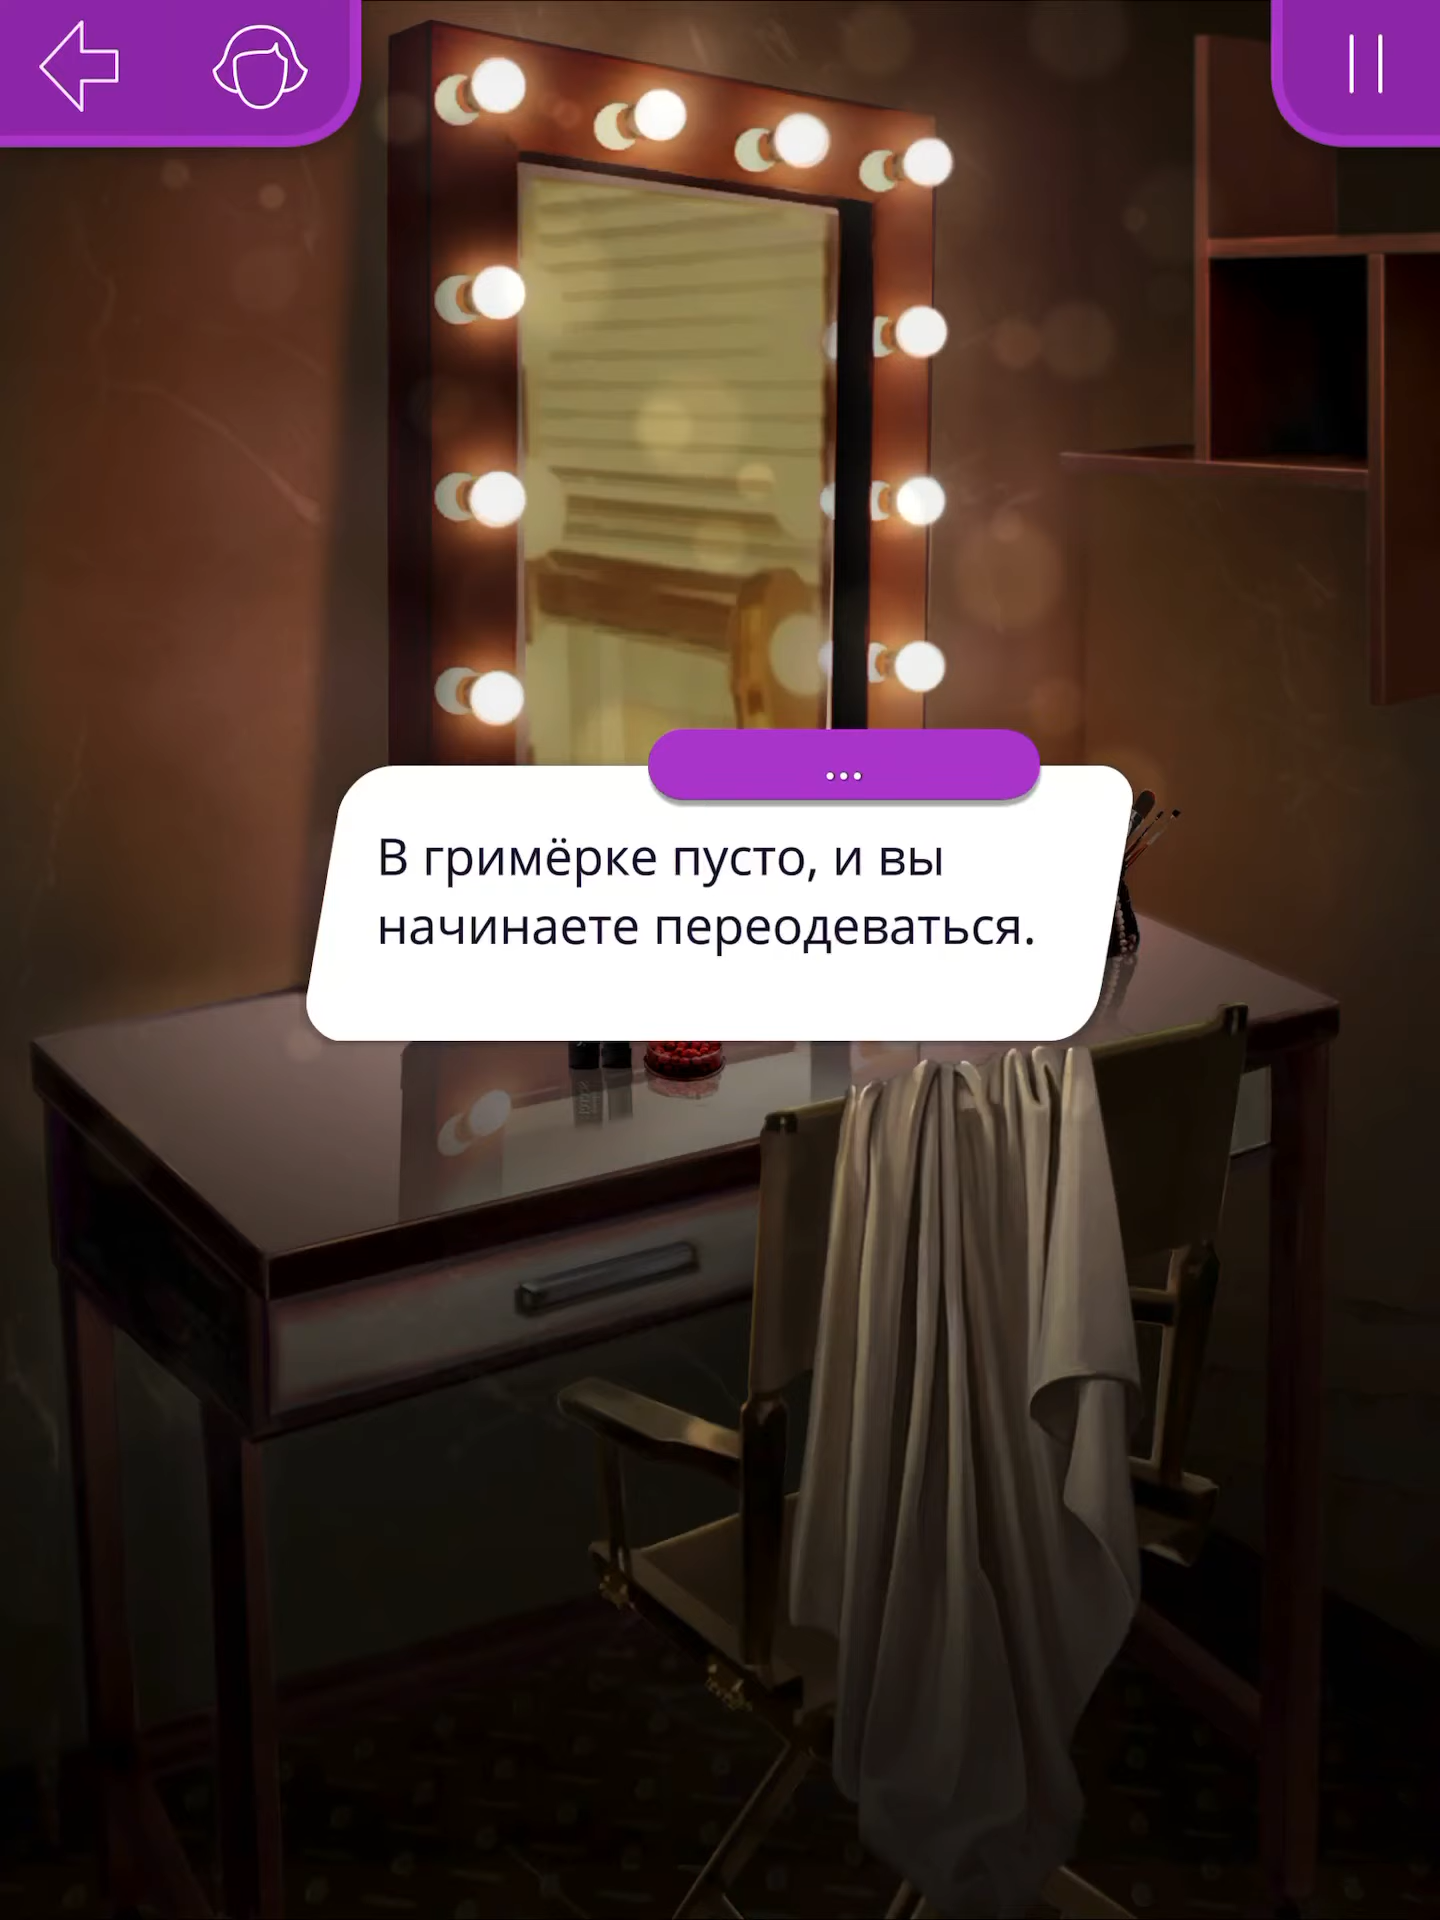 ...
В гримёрке пусто, и вы
начинаете переодеваться.